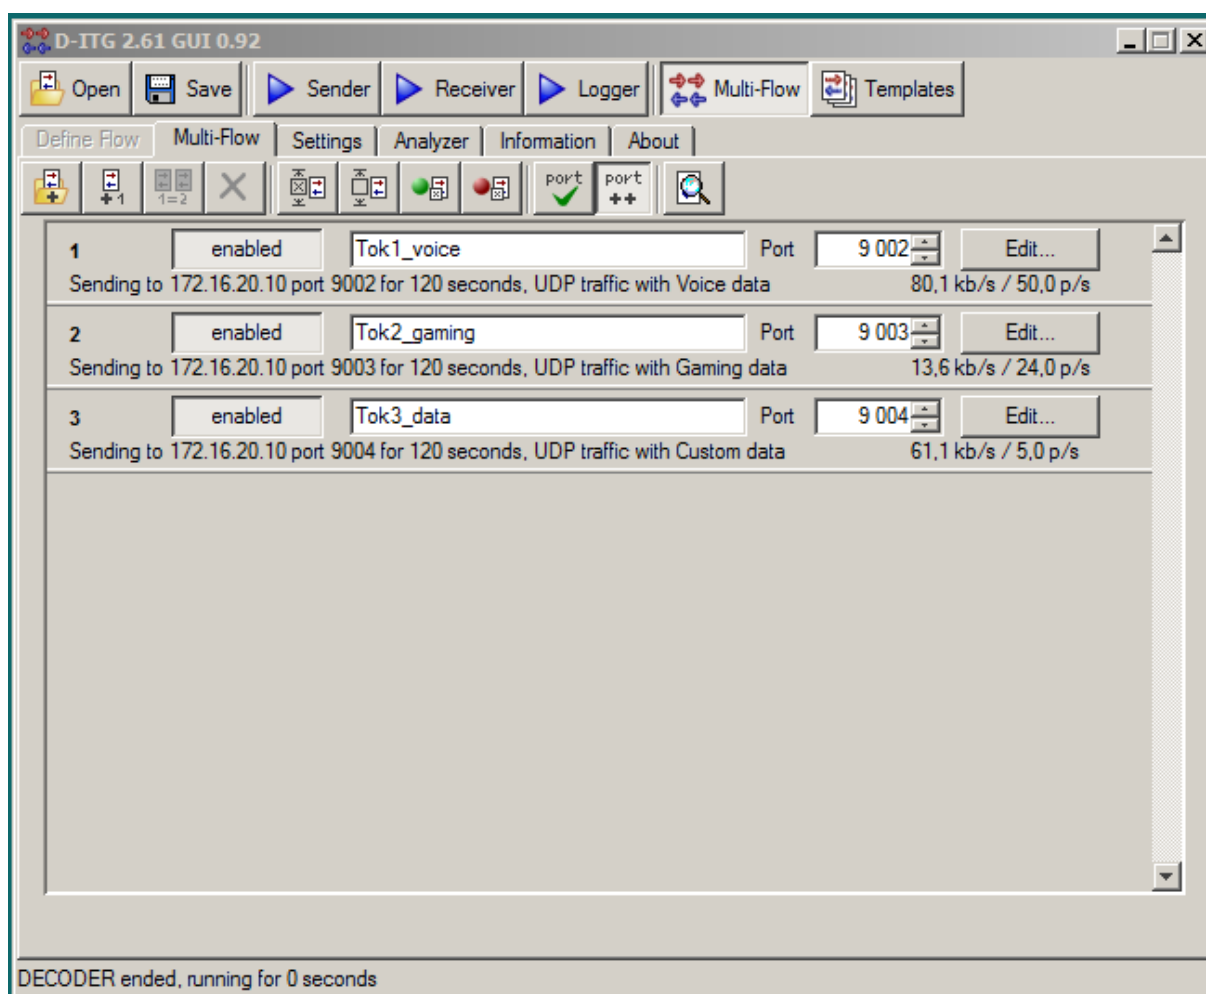 D-ITG 2.61 GUI 0.92
Open Save Sender Receiver Logger Multi-Flow Templates
Define Flow Multi-Flow Settings Analyzer Information About
+1 1=2 port port ++
1 enabled Tok1_voice Port 9 002 Edit...
Sending to 172.16.20.10 port 9002 for 120 seconds, UDP traffic with Voice data 80,1 kb/s / 50,0 p/s
2 enabled Tok2_gaming Port 9 003 Edit...
Sending to 172.16.20.10 port 9003 for 120 seconds, UDP traffic with Gaming data 13,6 kb/s / 24,0 p/s
3 enabled Tok3_data Port 9 004 Edit...
Sending to 172.16.20.10 port 9004 for 120 seconds, UDP traffic with Custom data 61,1 kb/s / 5,0 p/s
DECODER ended, running for 0 seconds